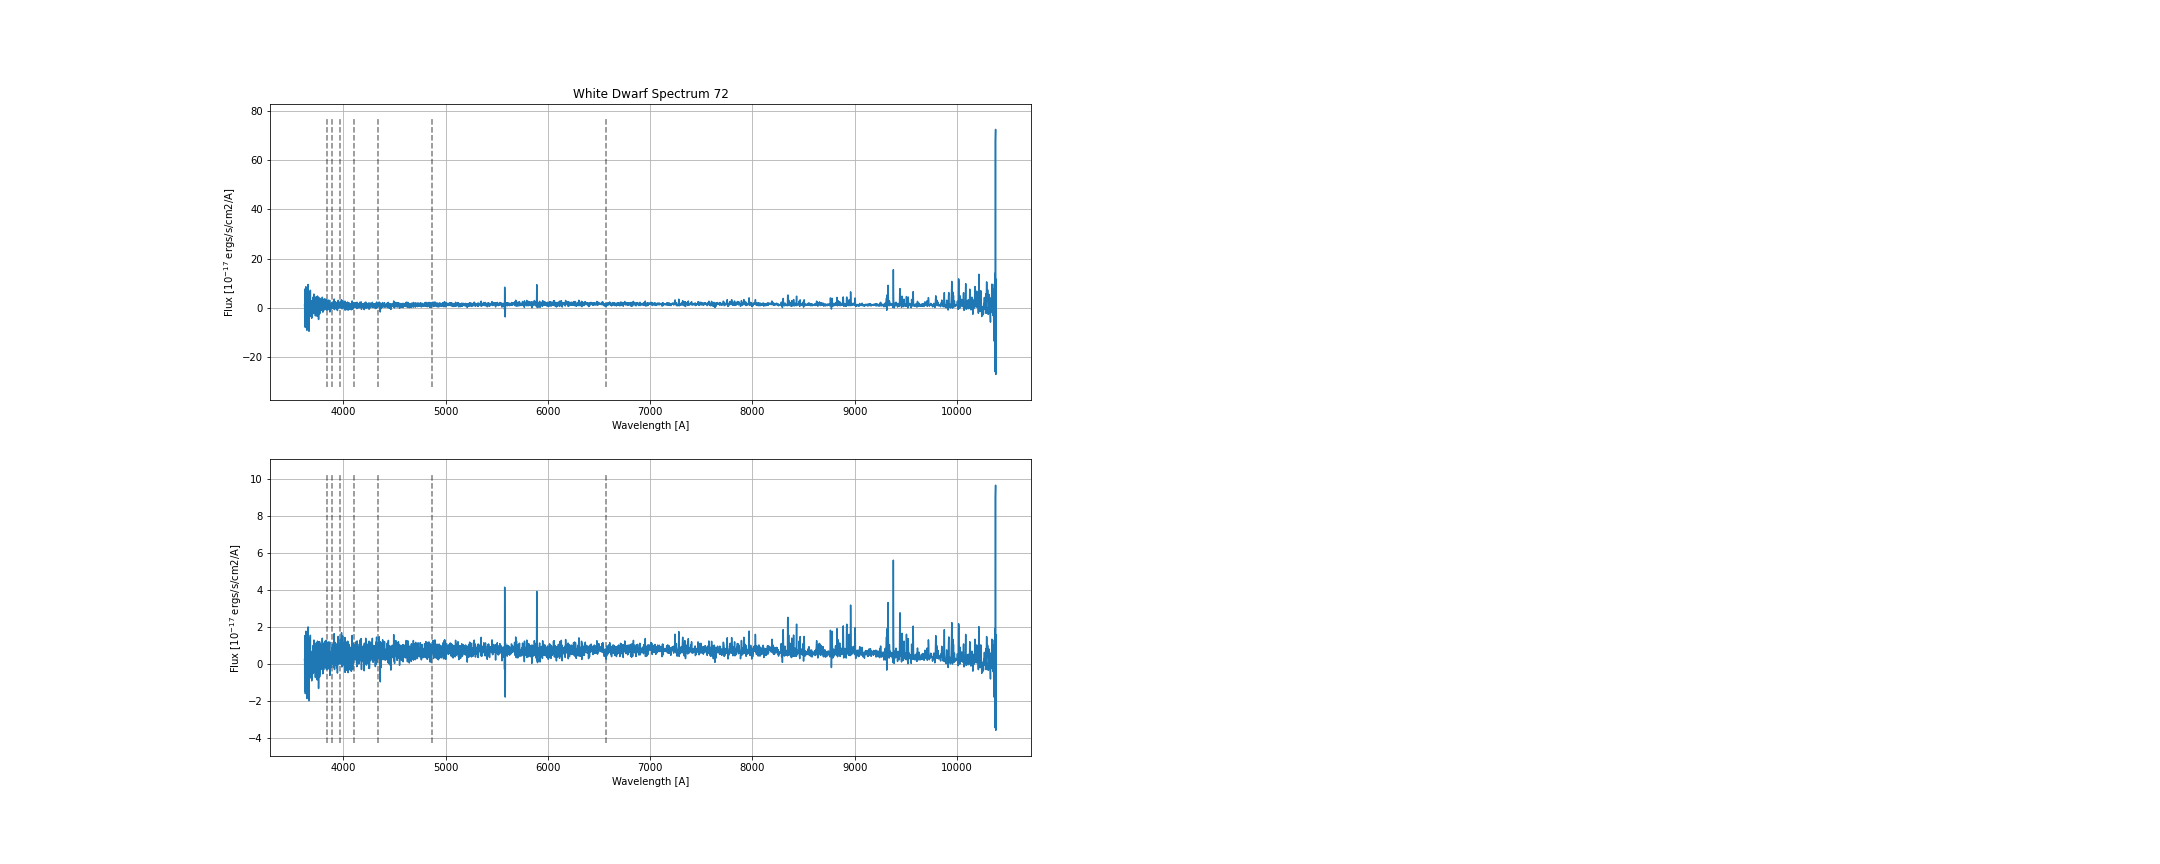 White Dwarf Spectrum 72
80
60
40
20
0
−20
Flux [10⁻¹⁷ ergs/s/cm2/A]
4000 5000 6000 7000 8000 9000 10000
Wavelength [A]
10
8
6
4
2
0
−2
−4
Flux [10⁻¹⁷ ergs/s/cm2/A]
4000 5000 6000 7000 8000 9000 10000
Wavelength [A]